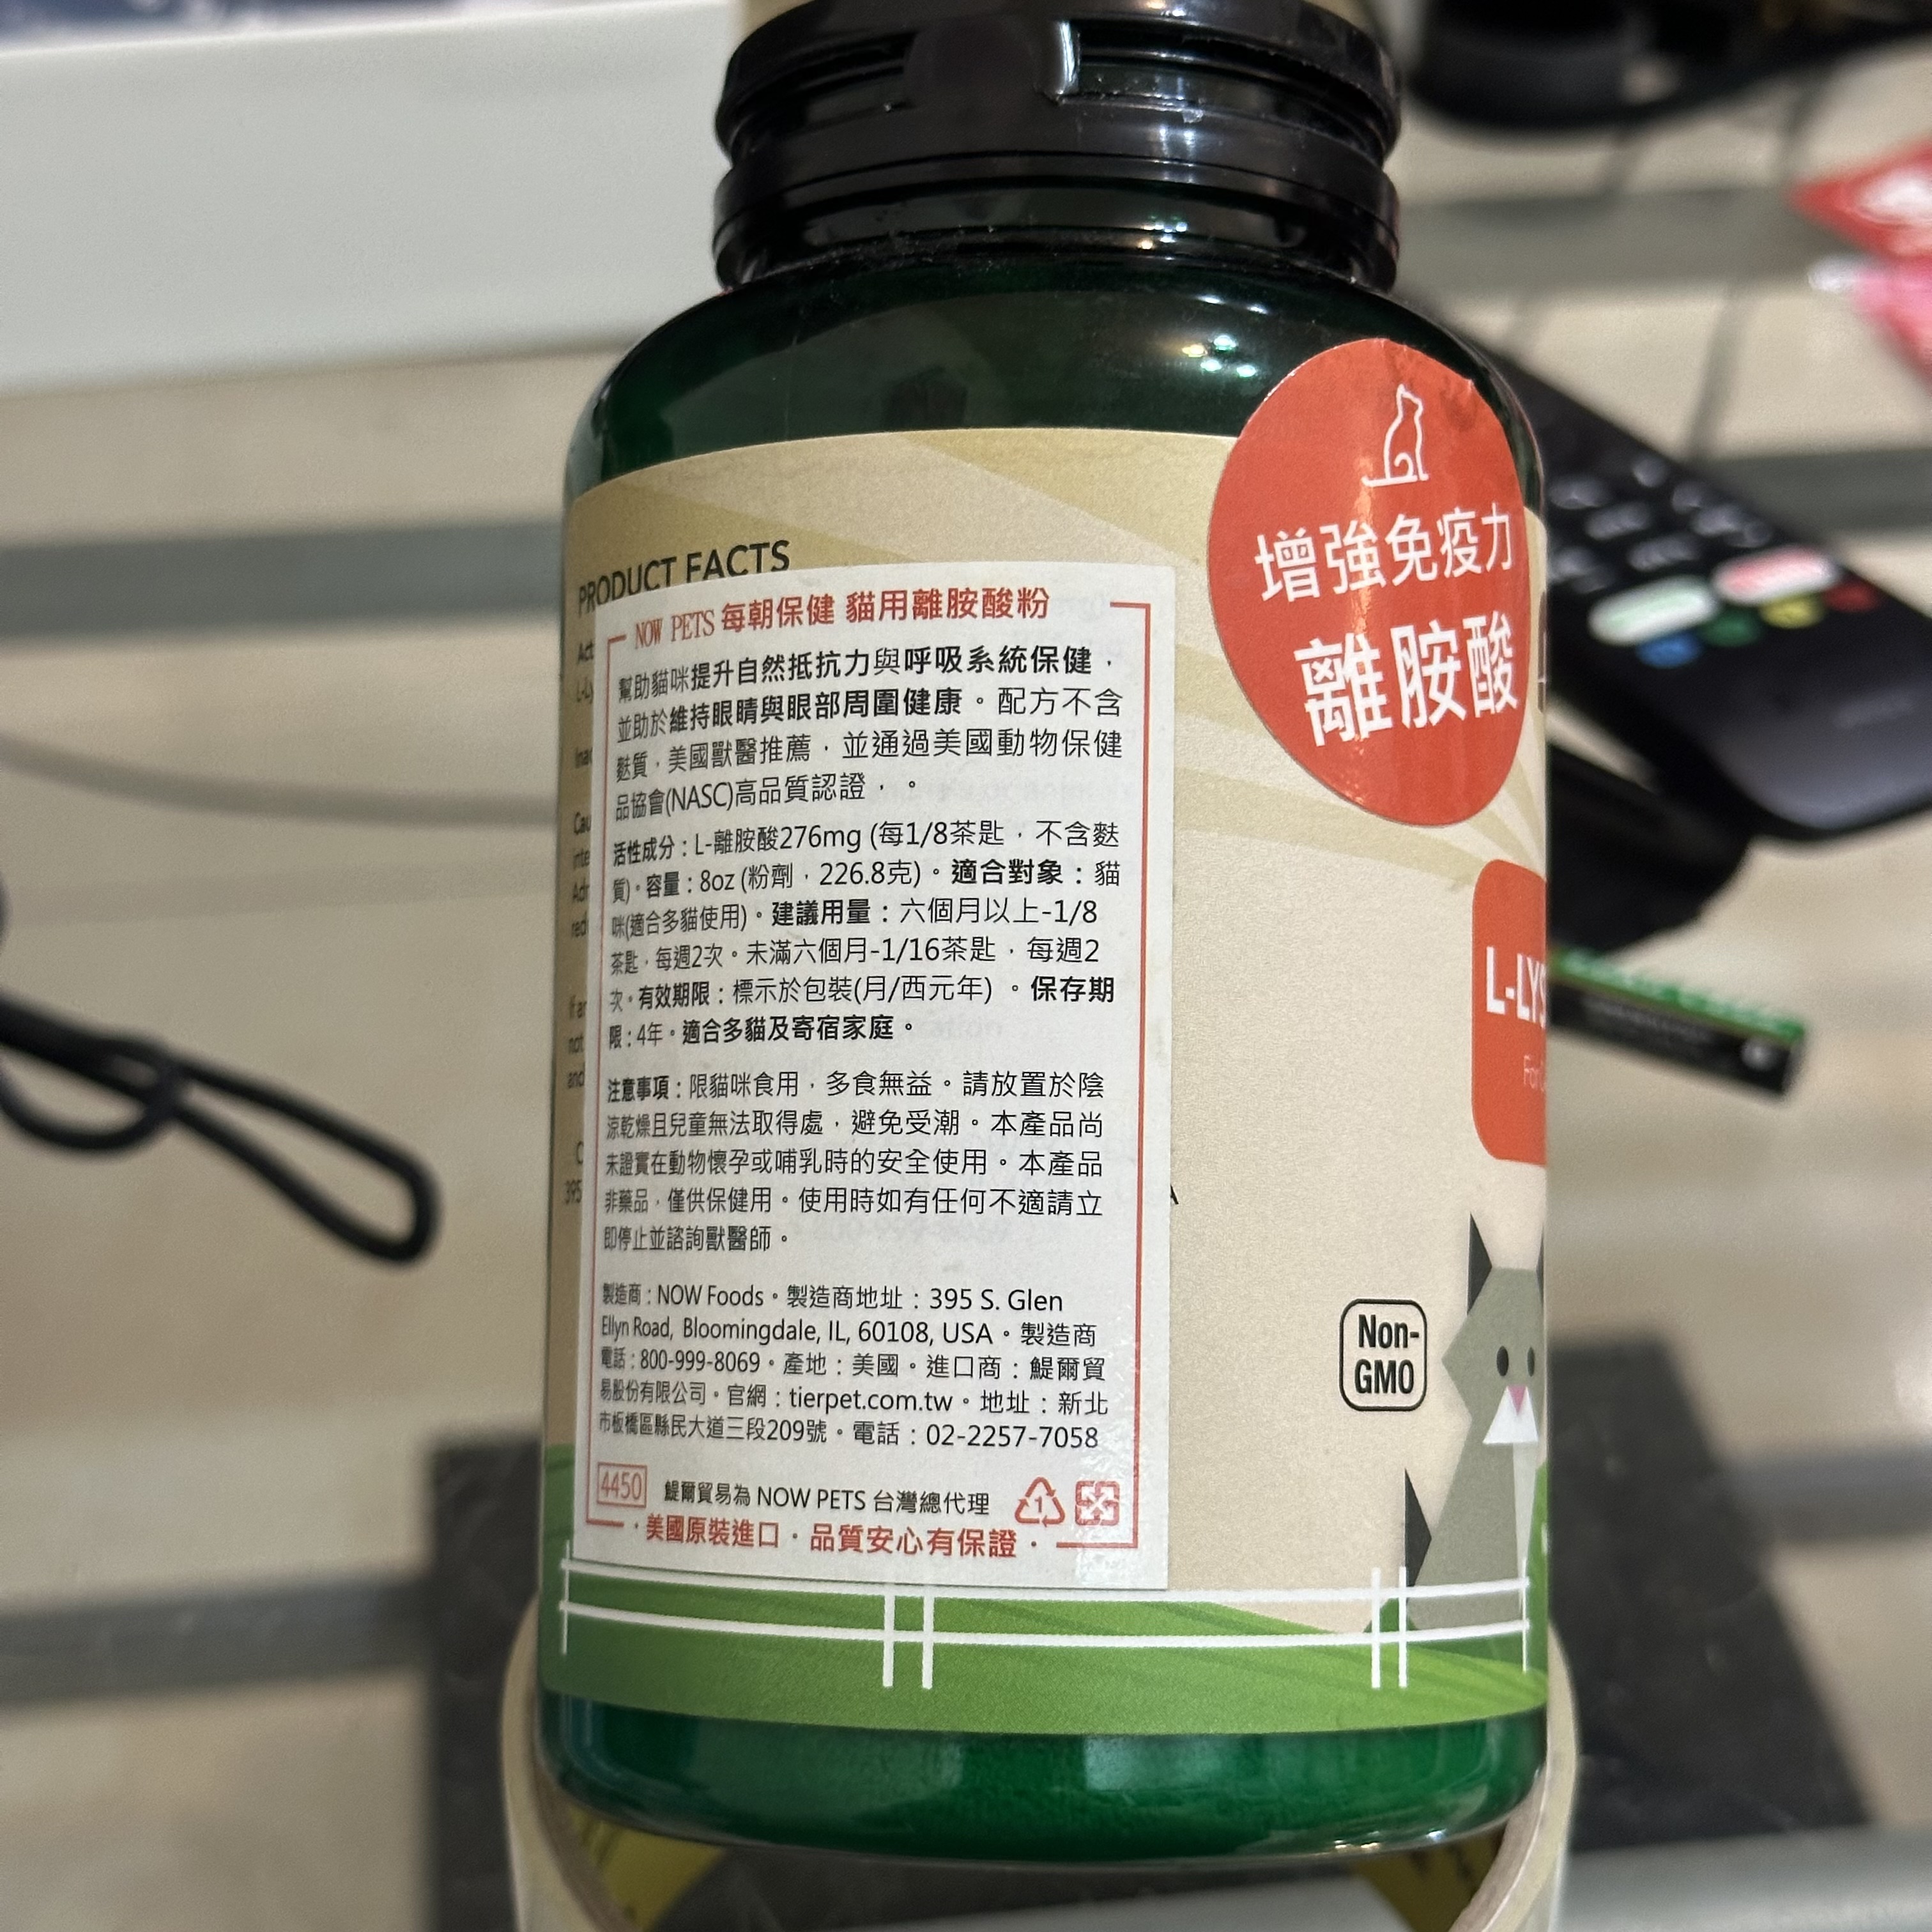 PRODUCT FACTS
NOW PETS 每朝保健 貓用離胺酸粉
幫助貓咪提升自然抵抗力與呼吸系統保健，
並助於維持眼睛與眼部周圍健康。配方不含
麩質，美國獸醫推薦，並通過美國動物保健
品協會(NASC)高品質認證，。
活性成分：L-離胺酸276mg (每1/8茶匙，不含麩
質)。容量：8oz (粉劑，226.8克)。適合對象：貓
咪(適合多貓使用)。建議用量：六個月以上-1/8
茶匙，每週2次。未滿六個月-1/16茶匙，每週2
次。有效期限：標示於包裝(月/西元年) 。保存期
限：4年。適合多貓及寄宿家庭。
注意事項：限貓咪食用，多食無益。請放置於陰
涼乾燥且兒童無法取得處，避免受潮。本產品尚
未證實在動物懷孕或哺乳時的安全使用。本產品
非藥品，僅供保健用。使用時如有任何不適請立
即停止並諮詢獸醫師。
製造商：NOW Foods。製造商地址：395 S. Glen
Ellyn Road, Bloomingdale, IL, 60108, USA。製造商
電話：800-999-8069。產地：美國。進口商：鯷爾貿
易股份有限公司。官網：tierpet.com.tw。地址：新北
市板橋區縣民大道三段209號。電話：02-2257-7058
4450 鯷爾貿易為 NOW PETS 台灣總代理
1
・美國原裝進口・品質安心有保證・
增強免疫力
離胺酸
L-LYS
For
Non-
GMO